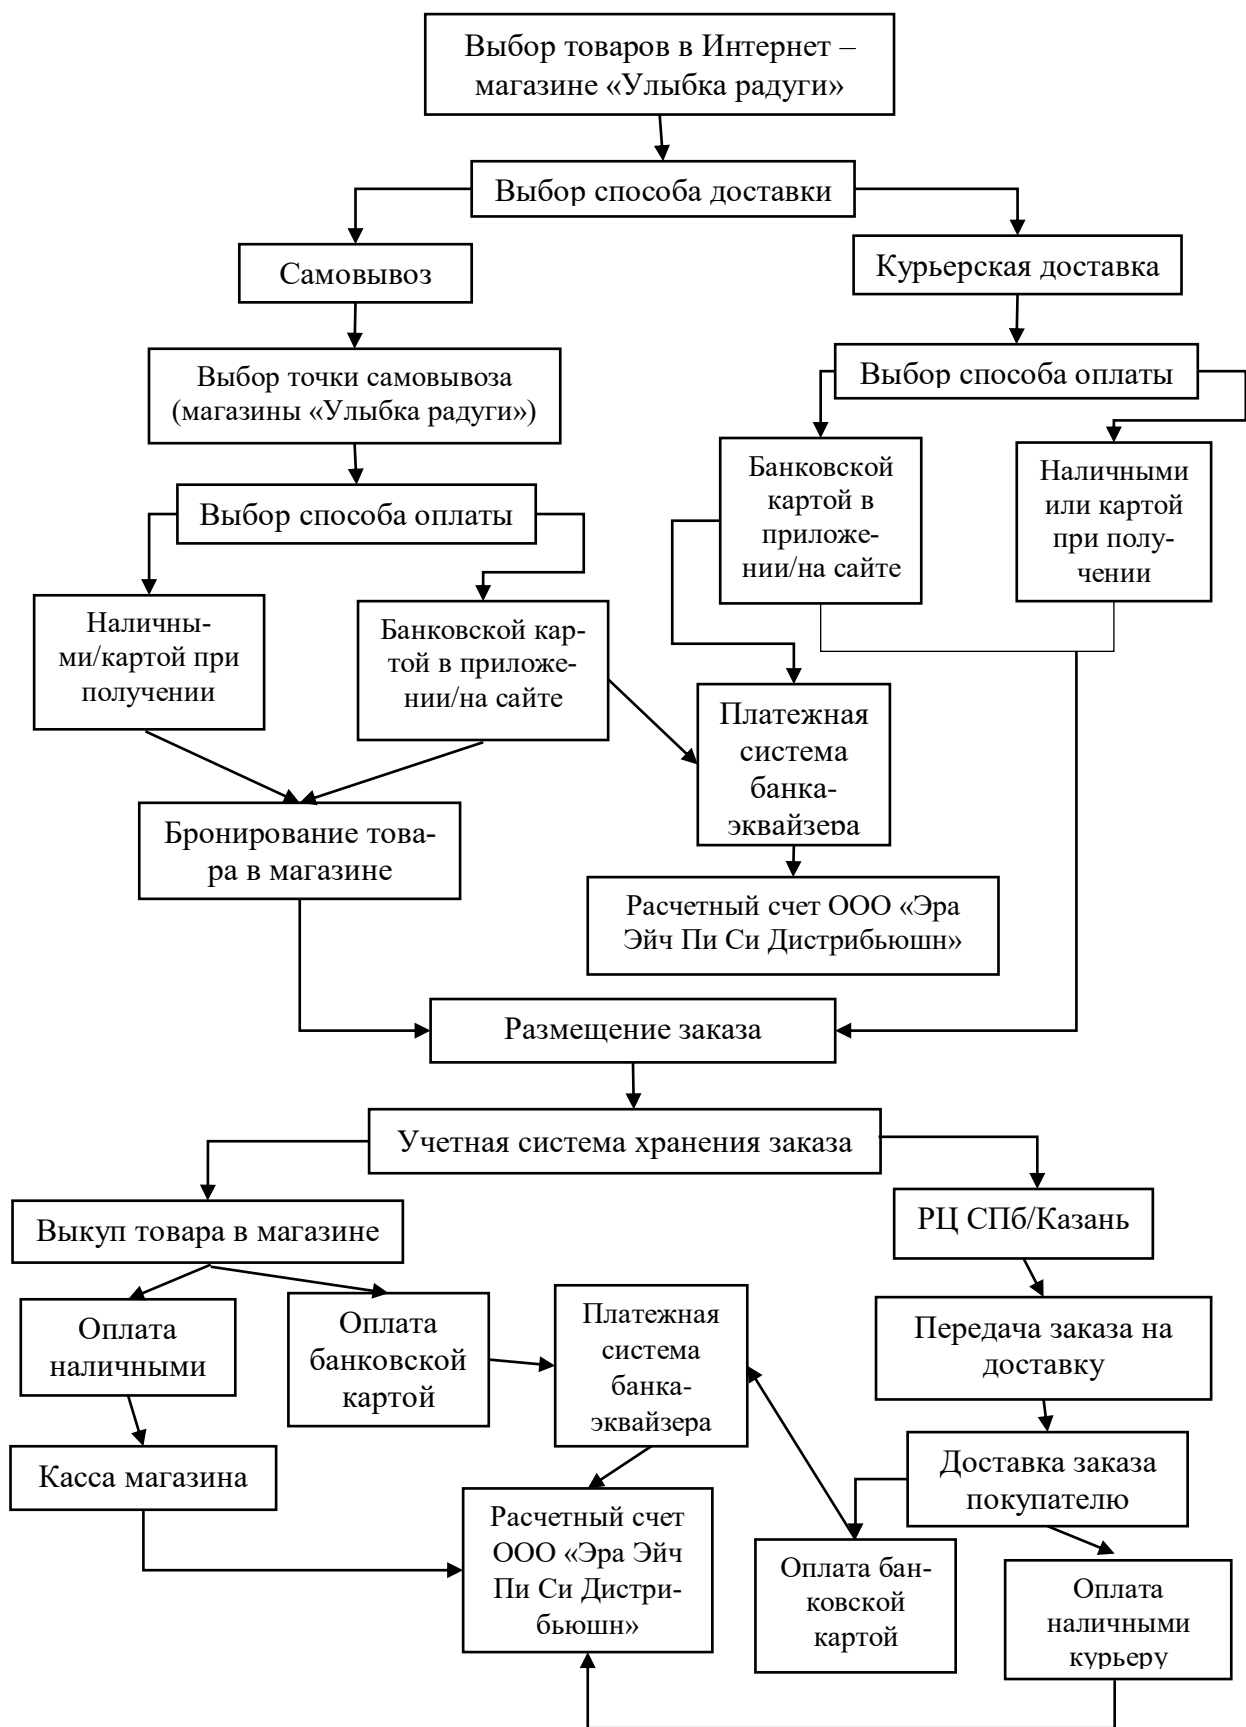 Выбор товаров в Интернет –
магазине «Улыбка радуги»
Выбор способа доставки
Самовывоз
Курьерская доставка
Выбор точки самовывоза
(магазины «Улыбка радуги»)
Выбор способа оплаты
Выбор способа оплаты
Банковской
картой в
приложе-
нии/на сайте
Наличными
или картой
при полу-
чении
Наличны-
ми/картой при
получении
Банковской кар-
той в приложе-
нии/на сайте
Платежная
система
банка-
эквайзера
Бронирование това-
ра в магазине
Расчетный счет ООО «Эра
Эйч Пи Си Дистрибьюшн»
Размещение заказа
Учетная система хранения заказа
Выкуп товара в магазине
РЦ СПб/Казань
Оплата
наличными
Оплата
банковской
картой
Платежная
система
банка-
эквайзера
Передача заказа на
доставку
Касса магазина
Доставка заказа
покупателю
Расчетный счет
ООО «Эра Эйч
Пи Си Дистри-
бьюшн»
Оплата бан-
ковской
картой
Оплата
наличными
курьеру